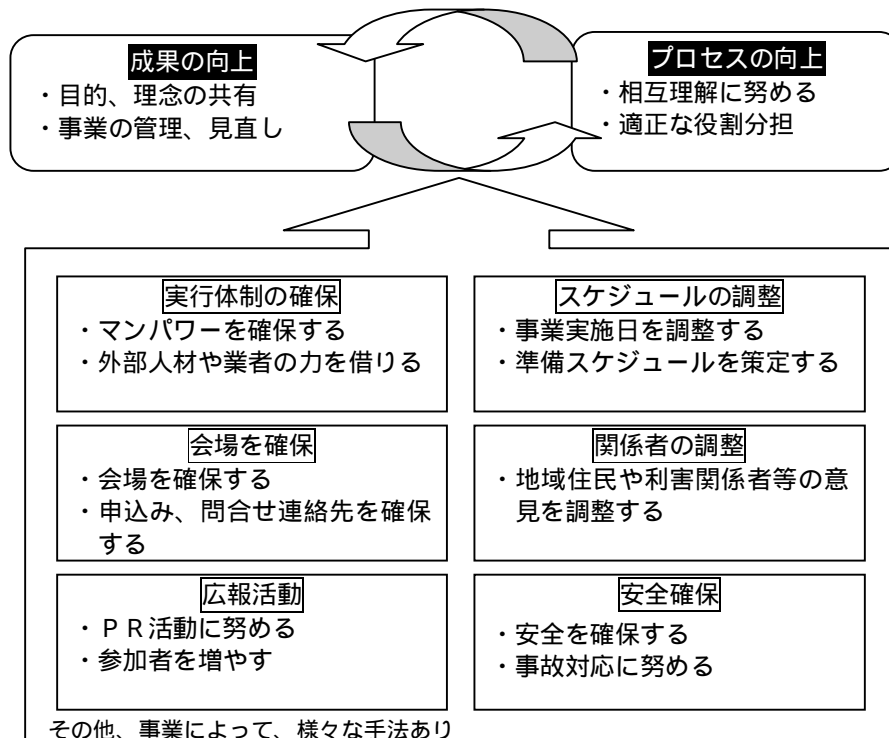 成果の向上
・目的、理念の共有
・事業の管理、見直し
プロセスの向上
・相互理解に努める
・適正な役割分担
実行体制の確保
・マンパワーを確保する
・外部人材や業者の力を借りる
スケジュールの調整
・事業実施日を調整する
・準備スケジュールを策定する
会場を確保
・会場を確保する
・申込み、問合せ連絡先を確保
する
関係者の調整
・地域住民や利害関係者等の意
見を調整する
広報活動
・ＰＲ活動に努める
・参加者を増やす
安全確保
・安全を確保する
・事故対応に努める
その他、事業によって、様々な手法あり